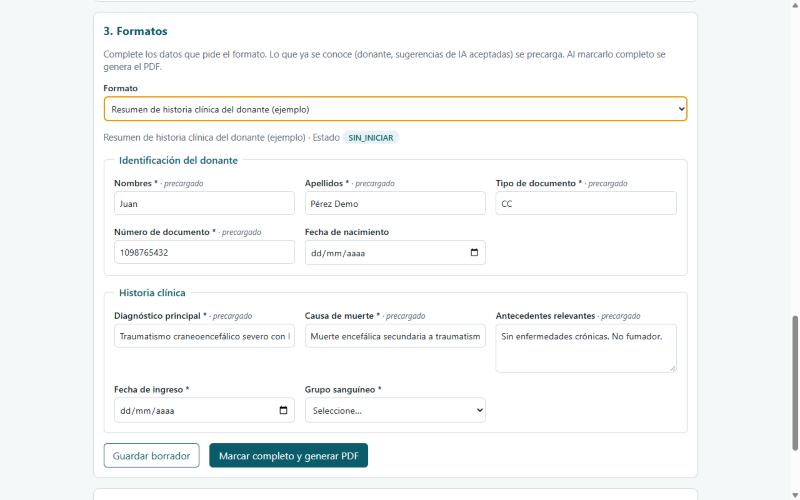 3. Formatos
Complete los datos que pide el formato. Lo que ya se conoce (donante, sugerencias de IA aceptadas) se precarga. Al marcarlo completo se
genera el PDF.
Formato
Resumen de historia clínica del donante (ejemplo)
Resumen de historia clínica del donante (ejemplo) · Estado SIN_INICIAR
Identificación del donante
Nombres * · precargado Apellidos * · precargado Tipo de documento * · precargado
Juan Pérez Demo CC
Número de documento * · precargado Fecha de nacimiento
1098765432 dd/mm/aaaa
Historia clínica
Diagnóstico principal * · precargado Causa de muerte * · precargado Antecedentes relevantes · precargado
Traumatismo craneoencefálico severo con Muerte encefálica secundaria a traumatism Sin enfermedades crónicas. No fumador.
Fecha de ingreso * Grupo sanguíneo *
dd/mm/aaaa Seleccione...
Guardar borrador Marcar completo y generar PDF